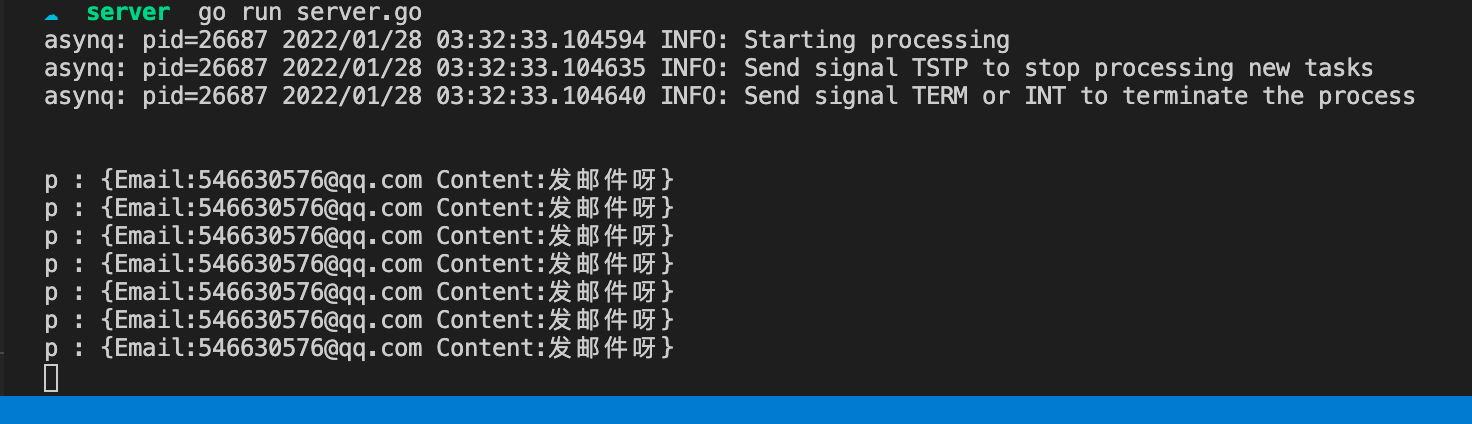 server go run server.go
asynq: pid=26687 2022/01/28 03:32:33.104594 INFO: Starting processing
asynq: pid=26687 2022/01/28 03:32:33.104635 INFO: Send signal TSTP to stop processing new tasks
asynq: pid=26687 2022/01/28 03:32:33.104640 INFO: Send signal TERM or INT to terminate the process
p : {Email:546630576@qq.com Content:发邮件呀}
p : {Email:546630576@qq.com Content:发邮件呀}
p : {Email:546630576@qq.com Content:发邮件呀}
p : {Email:546630576@qq.com Content:发邮件呀}
p : {Email:546630576@qq.com Content:发邮件呀}
p : {Email:546630576@qq.com Content:发邮件呀}
p : {Email:546630576@qq.com Content:发邮件呀}